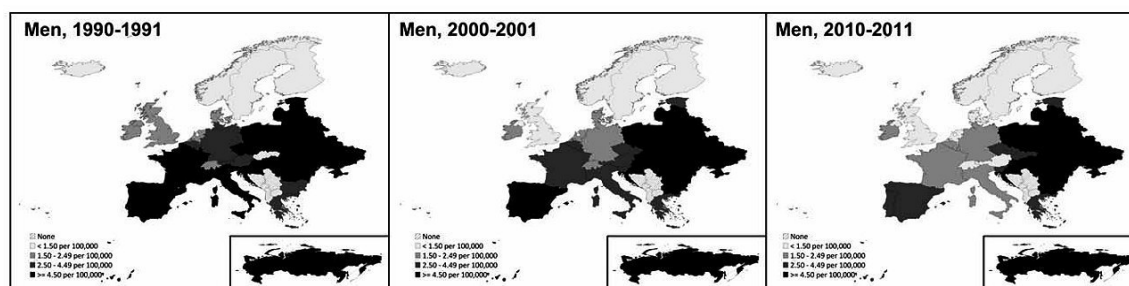 Men, 1990-1991
None
< 1.50 per 100,000
1.50 - 2.49 per 100,000
2.50 - 4.49 per 100,000
>= 4.50 per 100,000
Men, 2000-2001
None
< 1.50 per 100,000
1.50 - 2.49 per 100,000
2.50 - 4.49 per 100,000
>= 4.50 per 100,000
Men, 2010-2011
None
< 1.50 per 100,000
1.50 - 2.49 per 100,000
2.50 - 4.49 per 100,000
>= 4.50 per 100,000